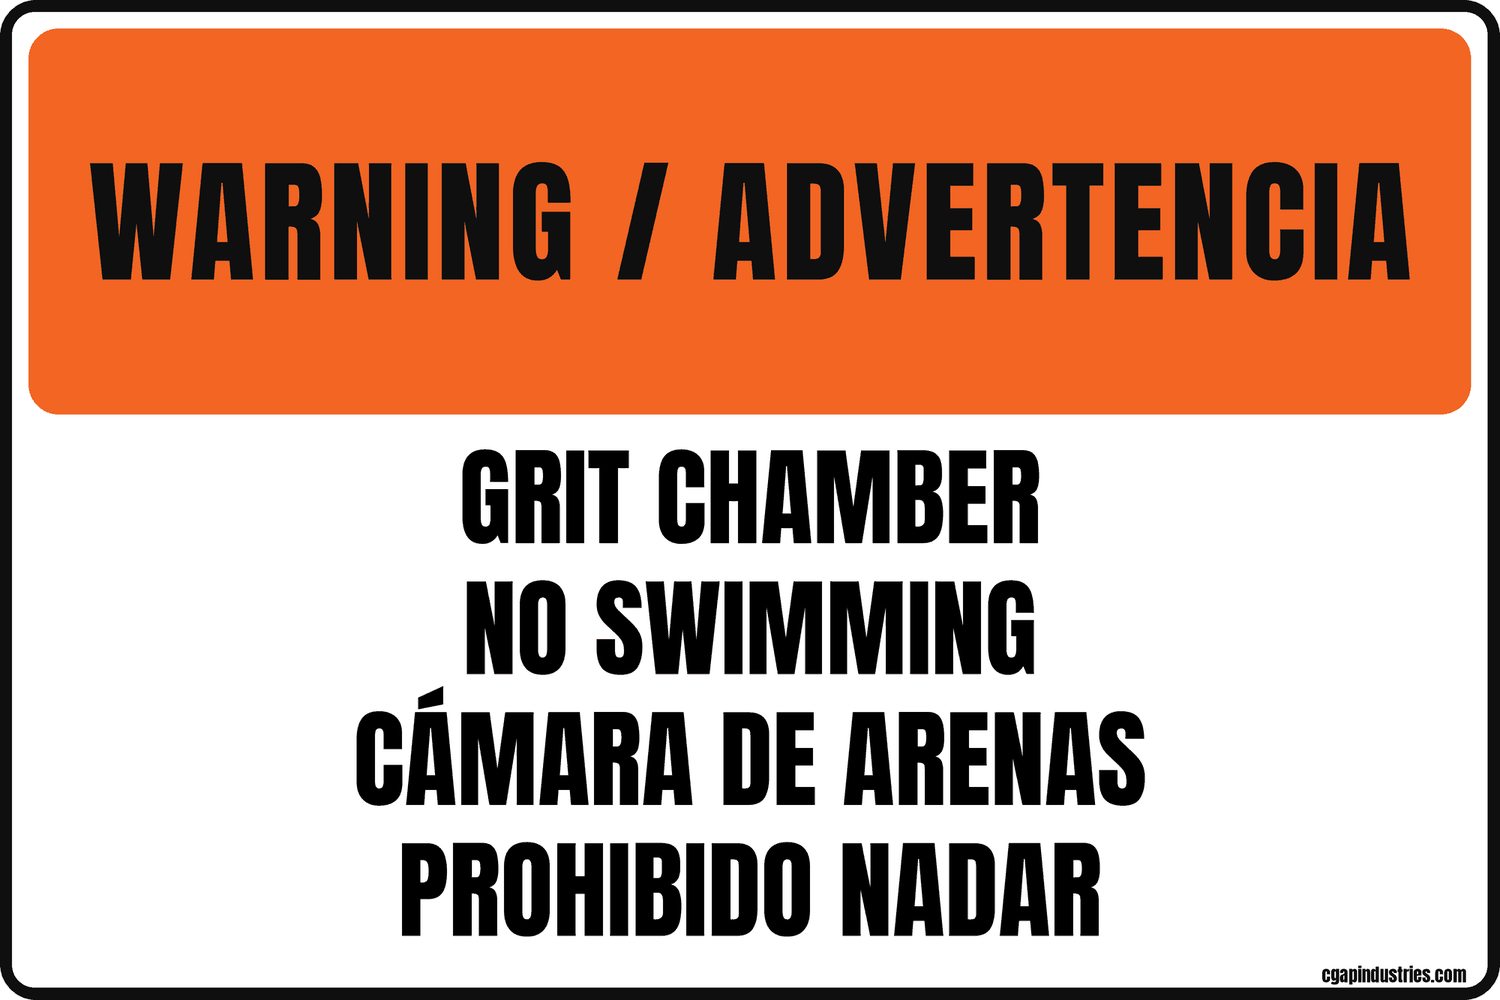 WARNING / ADVERTENCIA
GRIT CHAMBER
NO SWIMMING
CÁMARA DE ARENAS
PROHIBIDO NADAR
cgapindustries.com